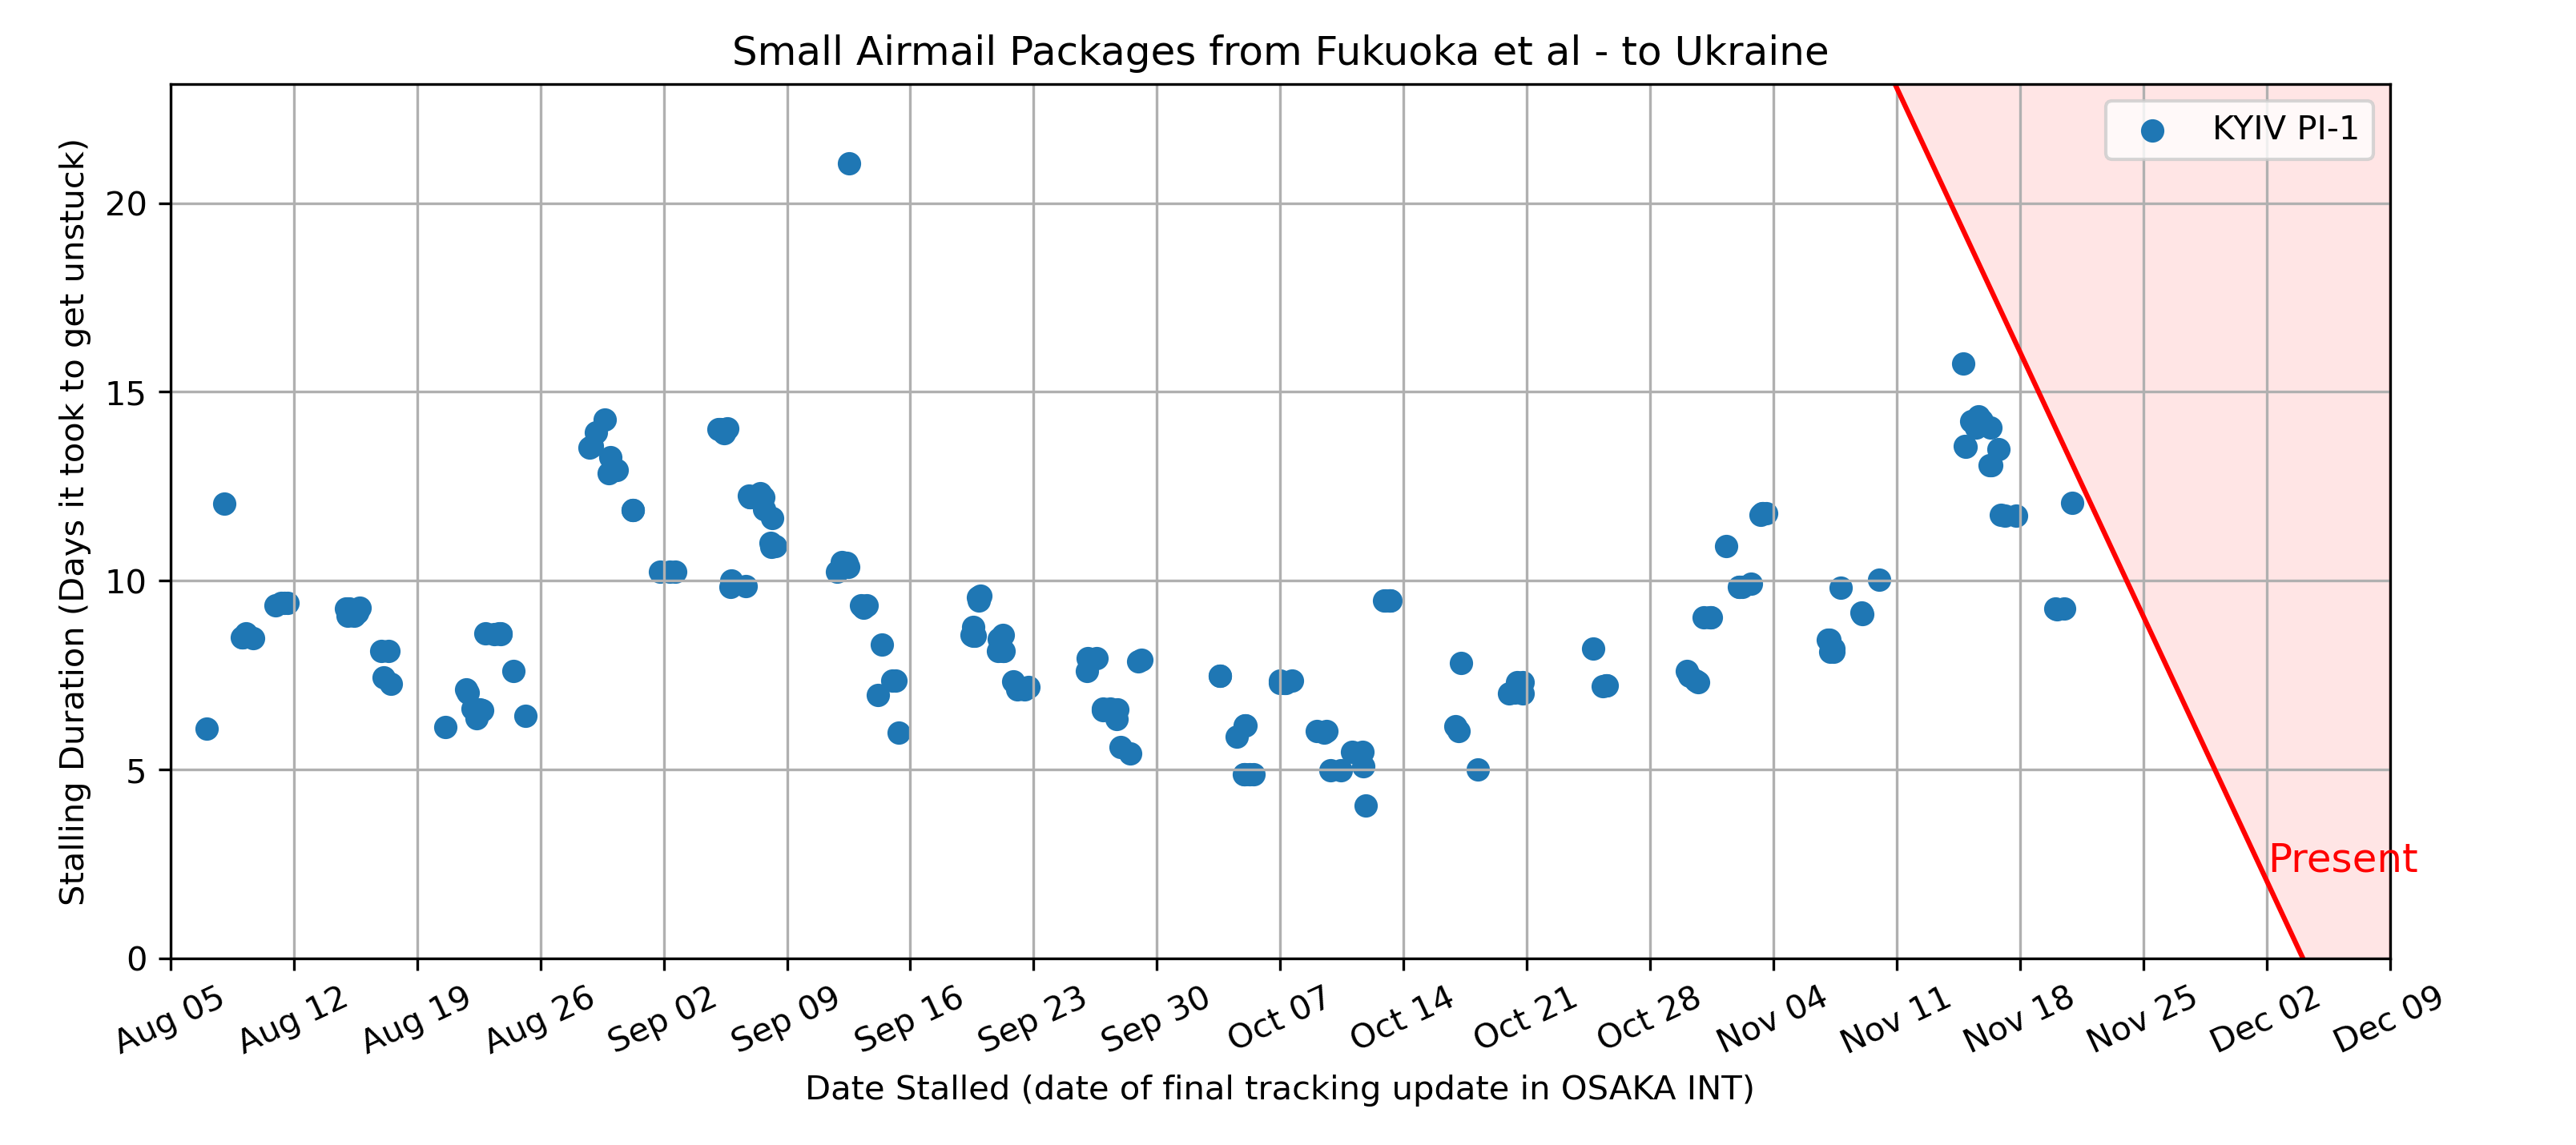 Small Airmail Packages from Fukuoka et al - to Ukraine
KYIV PI-1
Stalling Duration (Days it took to get unstuck)
20
15
10
5
0
Present
Aug 05
Aug 12
Aug 19
Aug 26
Sep 02
Sep 09
Sep 16
Sep 23
Sep 30
Oct 07
Oct 14
Oct 21
Oct 28
Nov 04
Nov 11
Nov 18
Nov 25
Dec 02
Dec 09
Date Stalled (date of final tracking update in OSAKA INT)